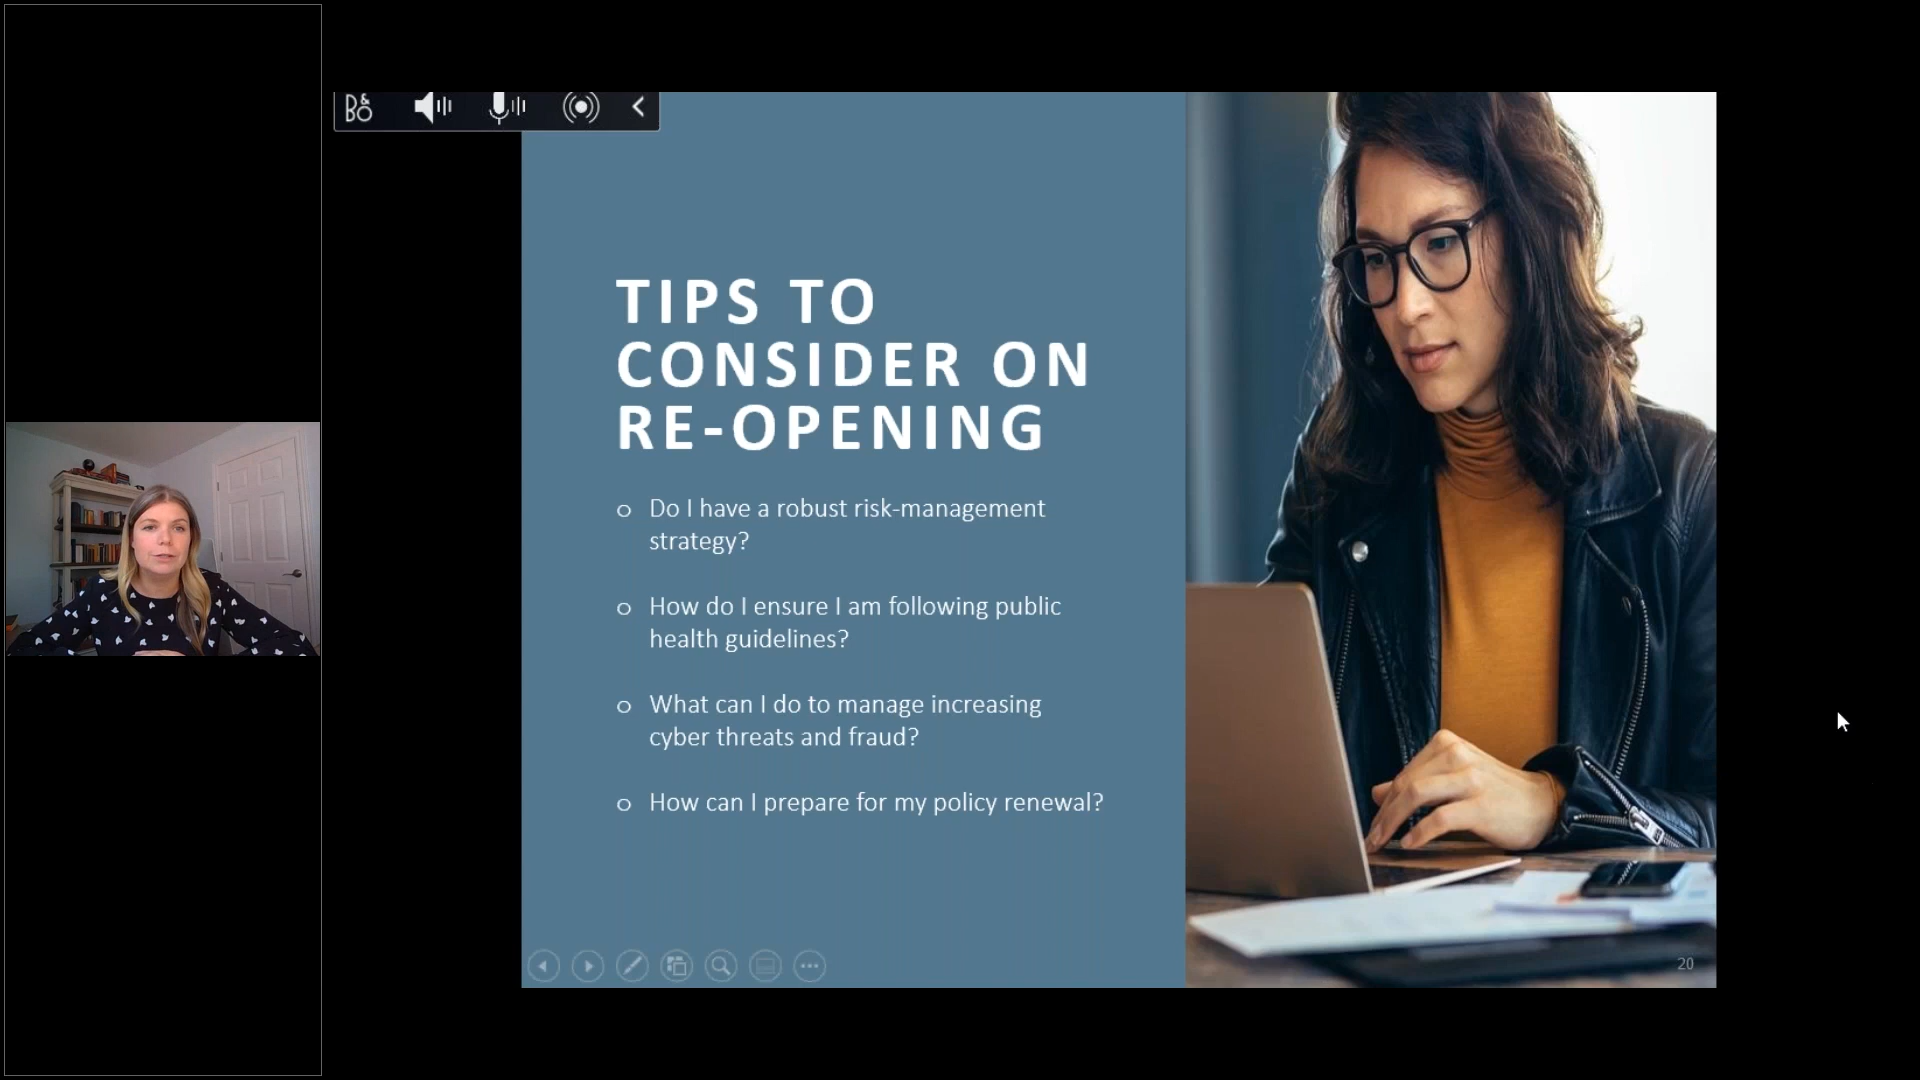 B&O
TIPS TO
CONSIDER ON
RE-OPENING
o Do I have a robust risk-management
strategy?
o How do I ensure I am following public
health guidelines?
o What can I do to manage increasing
cyber threats and fraud?
o How can I prepare for my policy renewal?
20